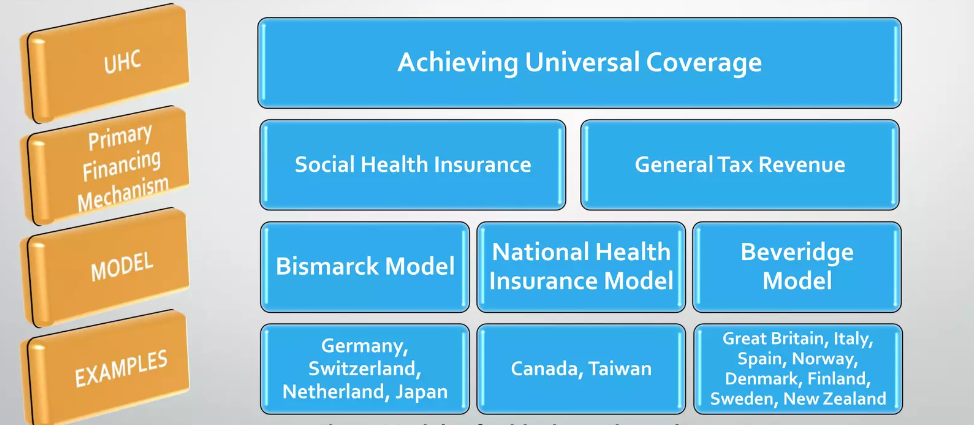 UHC
Achieving Universal Coverage
Primary
Financing
Mechanism
Social Health Insurance
General Tax Revenue
MODEL
Bismarck Model
National Health
Insurance Model
Beveridge
Model
EXAMPLES
Germany,
Switzerland,
Netherland, Japan
Canada, Taiwan
Great Britain, Italy,
Spain, Norway,
Denmark, Finland,
Sweden, New Zealand